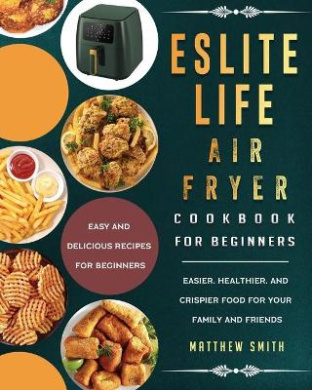 ESLITE
LIFE
AIR
FRYER
COOKBOOK
FOR BEGINNERS
EASY AND
DELICIOUS RECIPES
FOR BEGINNERS
EASIER, HEALTHIER, AND
CRISPIER FOOD FOR YOUR
FAMILY AND FRIENDS
MATTHEW SMITH